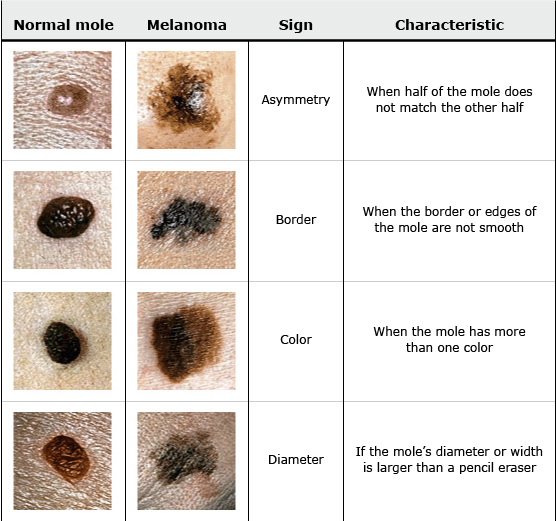 Normal mole Melanoma Sign Characteristic
Asymmetry
When half of the mole does
not match the other half
Border
When the border or edges of
the mole are not smooth
Color
When the mole has more
than one color
Diameter
If the mole’s diameter or width
is larger than a pencil eraser